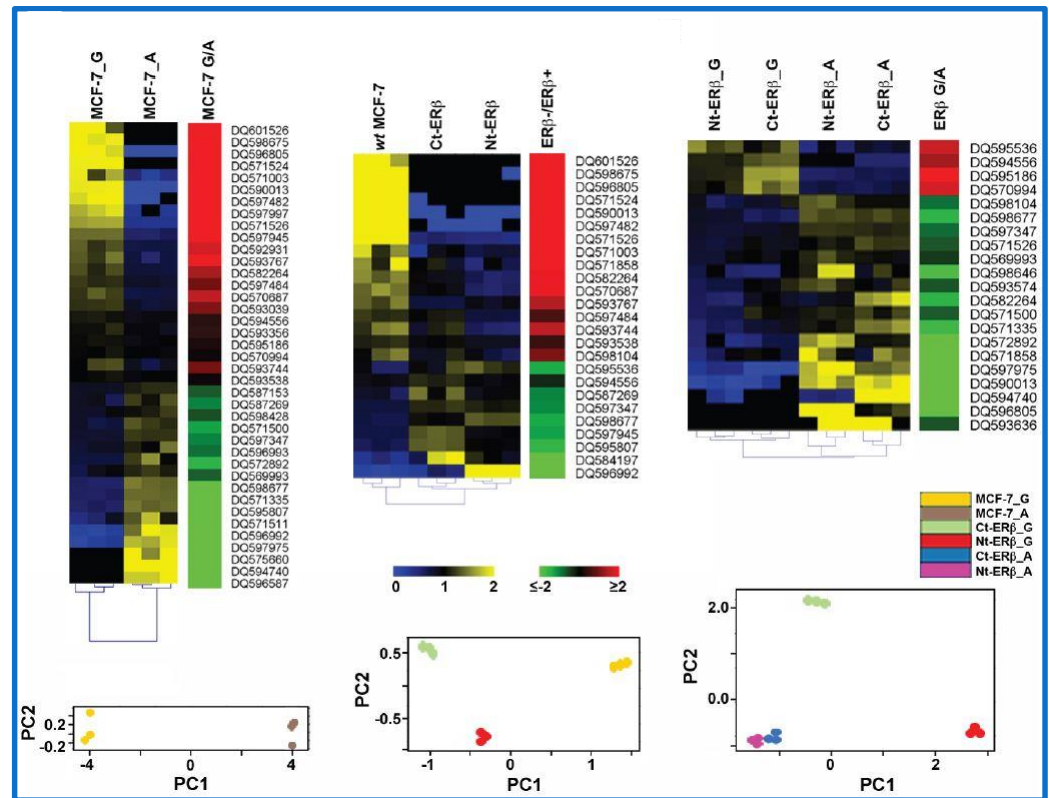 MCF-7_G
MCF-7_A
MCF-7 G/A
DQ601526
DQ598675
DQ596805
DQ571524
DQ571003
DQ590013
DQ597482
DQ597997
DQ571526
DQ597945
DQ592931
DQ593767
DQ582264
DQ597484
DQ570687
DQ593039
DQ594556
DQ593356
DQ595186
DQ570994
DQ593744
DQ593538
DQ587153
DQ587269
DQ598428
DQ571500
DQ597347
DQ596993
DQ572892
DQ569993
DQ598677
DQ571335
DQ595807
DQ571511
DQ596992
DQ597975
DQ575660
DQ594740
DQ596587
wt MCF-7
Ct-ERβ
Nt-ERβ
ERβ-/ERβ+
DQ601526
DQ598675
DQ596805
DQ571524
DQ590013
DQ597482
DQ571526
DQ571003
DQ571858
DQ582264
DQ570687
DQ593767
DQ597484
DQ593744
DQ593538
DQ598104
DQ595536
DQ594556
DQ587269
DQ597347
DQ598677
DQ597945
DQ595807
DQ584197
DQ596992
Nt-ERβ_G
Ct-ERβ_G
Nt-ERβ_A
Ct-ERβ_A
ERβ G/A
DQ595536
DQ594556
DQ595186
DQ570994
DQ598104
DQ598677
DQ597347
DQ571526
DQ569993
DQ598646
DQ593574
DQ582264
DQ571500
DQ571335
DQ572892
DQ571858
DQ597975
DQ590013
DQ594740
DQ596805
DQ593636
0 1 2
≤-2 ≥2
MCF-7_G
MCF-7_A
Ct-ERβ_G
Nt-ERβ_G
Ct-ERβ_A
Nt-ERβ_A
PC2
0.2
-0.2
-4 0 4
PC1
PC2
0.5
-0.5
-1 0 1
PC1
PC2
2.0
0.0
0 2
PC1